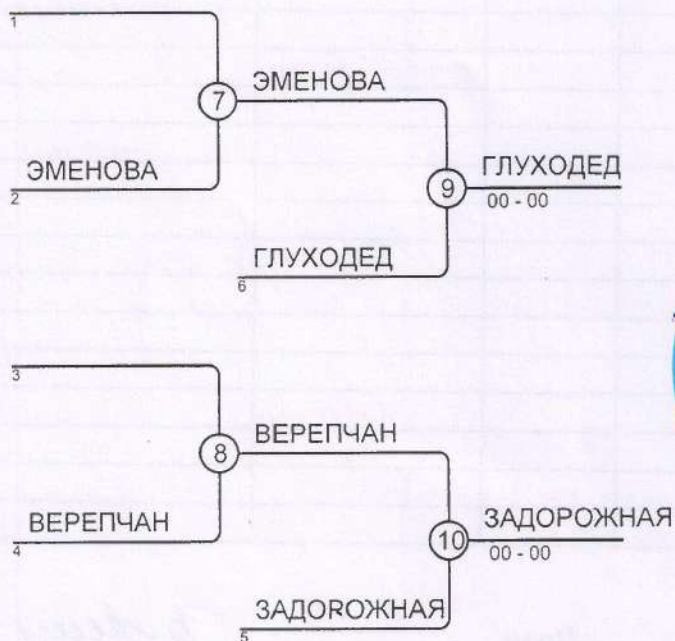 1
7
ЭМЕНОВА
ЭМЕНОВА
2
9
ГЛУХОДЕД
00 - 00
ГЛУХОДЕД
6
3
8
ВЕРЕПЧАН
ВЕРЕПЧАН
4
10
ЗАДОРОЖНАЯ
00 - 00
ЗАДОРОЖНАЯ
5